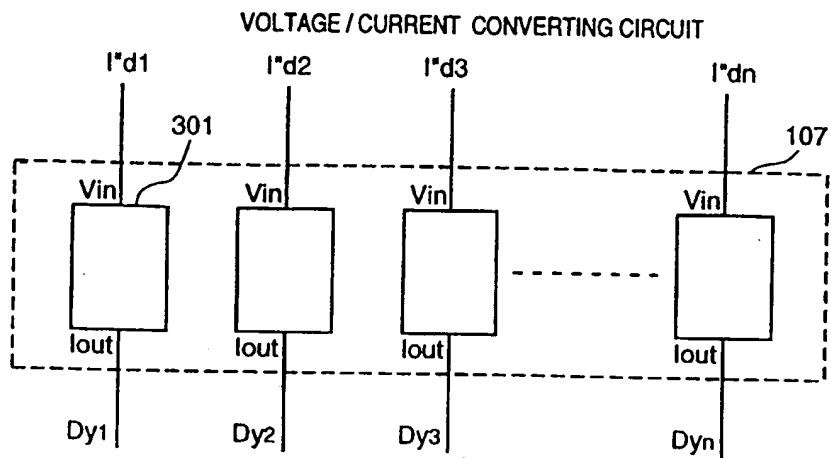 VOLTAGE / CURRENT CONVERTING CIRCUIT
I"d1 I"d2 I"d3 I"dn
301 107
Vin Vin Vin Vin
Iout Iout Iout Iout
Dy1 Dy2 Dy3 Dyn